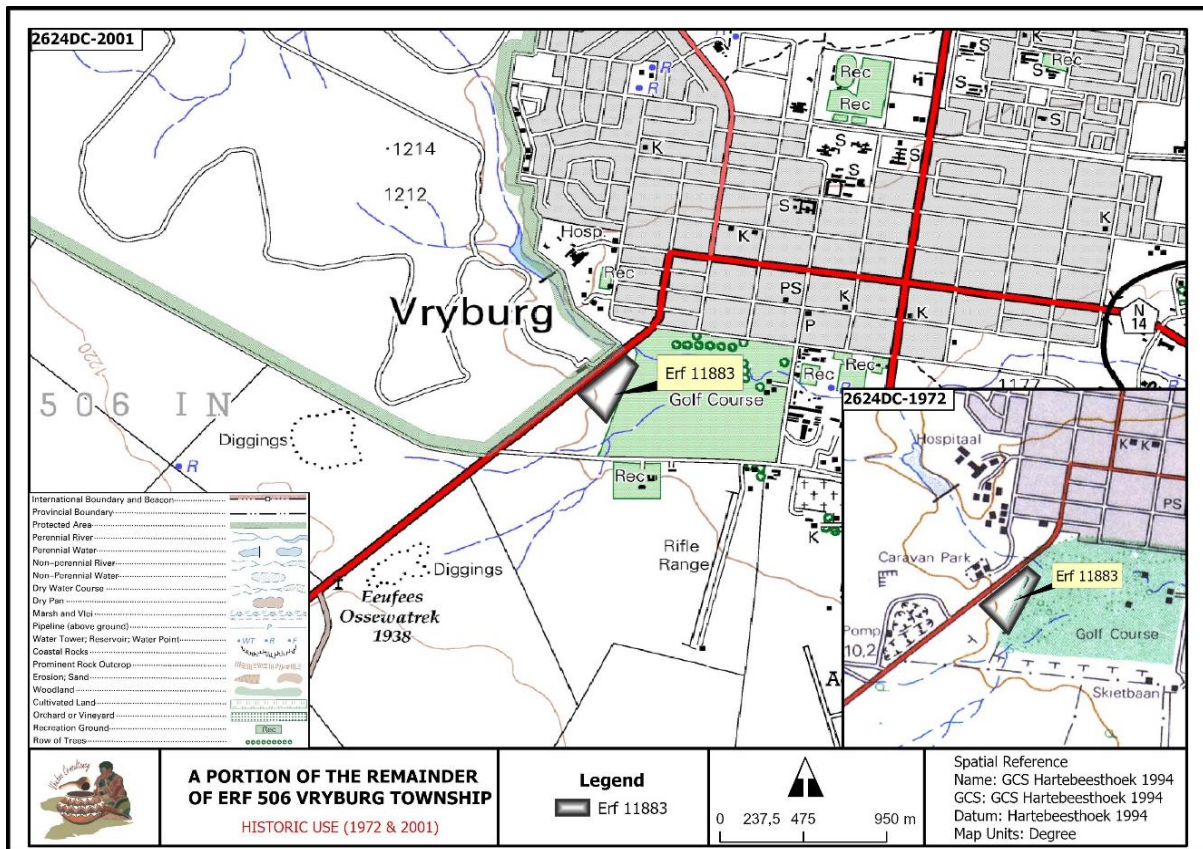 2624DC-2001
K
R
R
Rec
Rec
S
S
K
Rec
S
S
S
1214
1212
K
S
S
S
S
S
K
Hosp.
K
K
Rec
Vryburg
PS
K
P
K
N
14
1220
Erf 11883
Rec
Rec
Golf Course
1177
506 IN
Diggings
R
Rec
Rifle
Range
K
Diggings
Eeufees
Ossewatrek
1938
A
2624DC-1972
Hospitaal
K
K
PS
Caravan Park
Erf 11883
Pomp
10,2
Golf Course
Skietbaan
International Boundary and Beacon
Provincial Boundary
Protected Area
Perennial River
Perennial Water
Non-perennial River
Non-Perennial Water
Dry Water Course
Dry Pan
Marsh and Vlei
Pipeline (above ground) P
Water Tower; Reservoir; Water Point WT R F
Coastal Rocks
Prominent Rock Outcrop
Erosion; Sand
Woodland
Cultivated Land
Orchard or Vineyard
Recreation Ground Rec
Row of Trees
A PORTION OF THE REMAINDER
OF ERF 506 VRYBURG TOWNSHIP
HISTORIC USE (1972 & 2001)
Legend
Erf 11883
0 237,5 475 950 m
Spatial Reference
Name: GCS Hartebeesthoek 1994
GCS: GCS Hartebeesthoek 1994
Datum: Hartebeesthoek 1994
Map Units: Degree